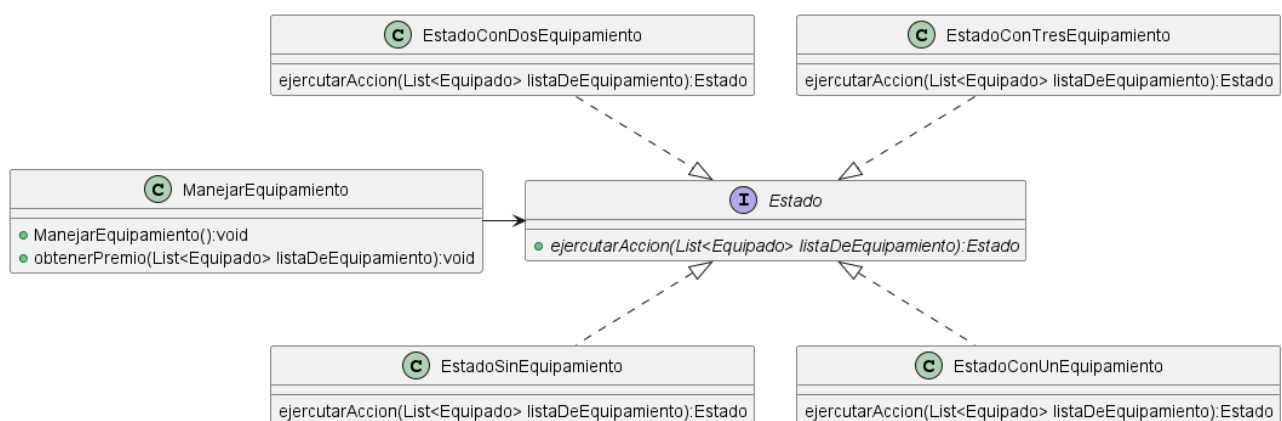 C EstadoConDosEquipamiento
ejercutarAccion(List<Equipado> listaDeEquipamiento):Estado
C EstadoConTresEquipamiento
ejercutarAccion(List<Equipado> listaDeEquipamiento):Estado
C ManejarEquipamiento
ManejarEquipamiento():void
obtenerPremio(List<Equipado> listaDeEquipamiento):void
I Estado
ejercutarAccion(List<Equipado> listaDeEquipamiento):Estado
C EstadoSinEquipamiento
ejercutarAccion(List<Equipado> listaDeEquipamiento):Estado
C EstadoConUnEquipamiento
ejercutarAccion(List<Equipado> listaDeEquipamiento):Estado